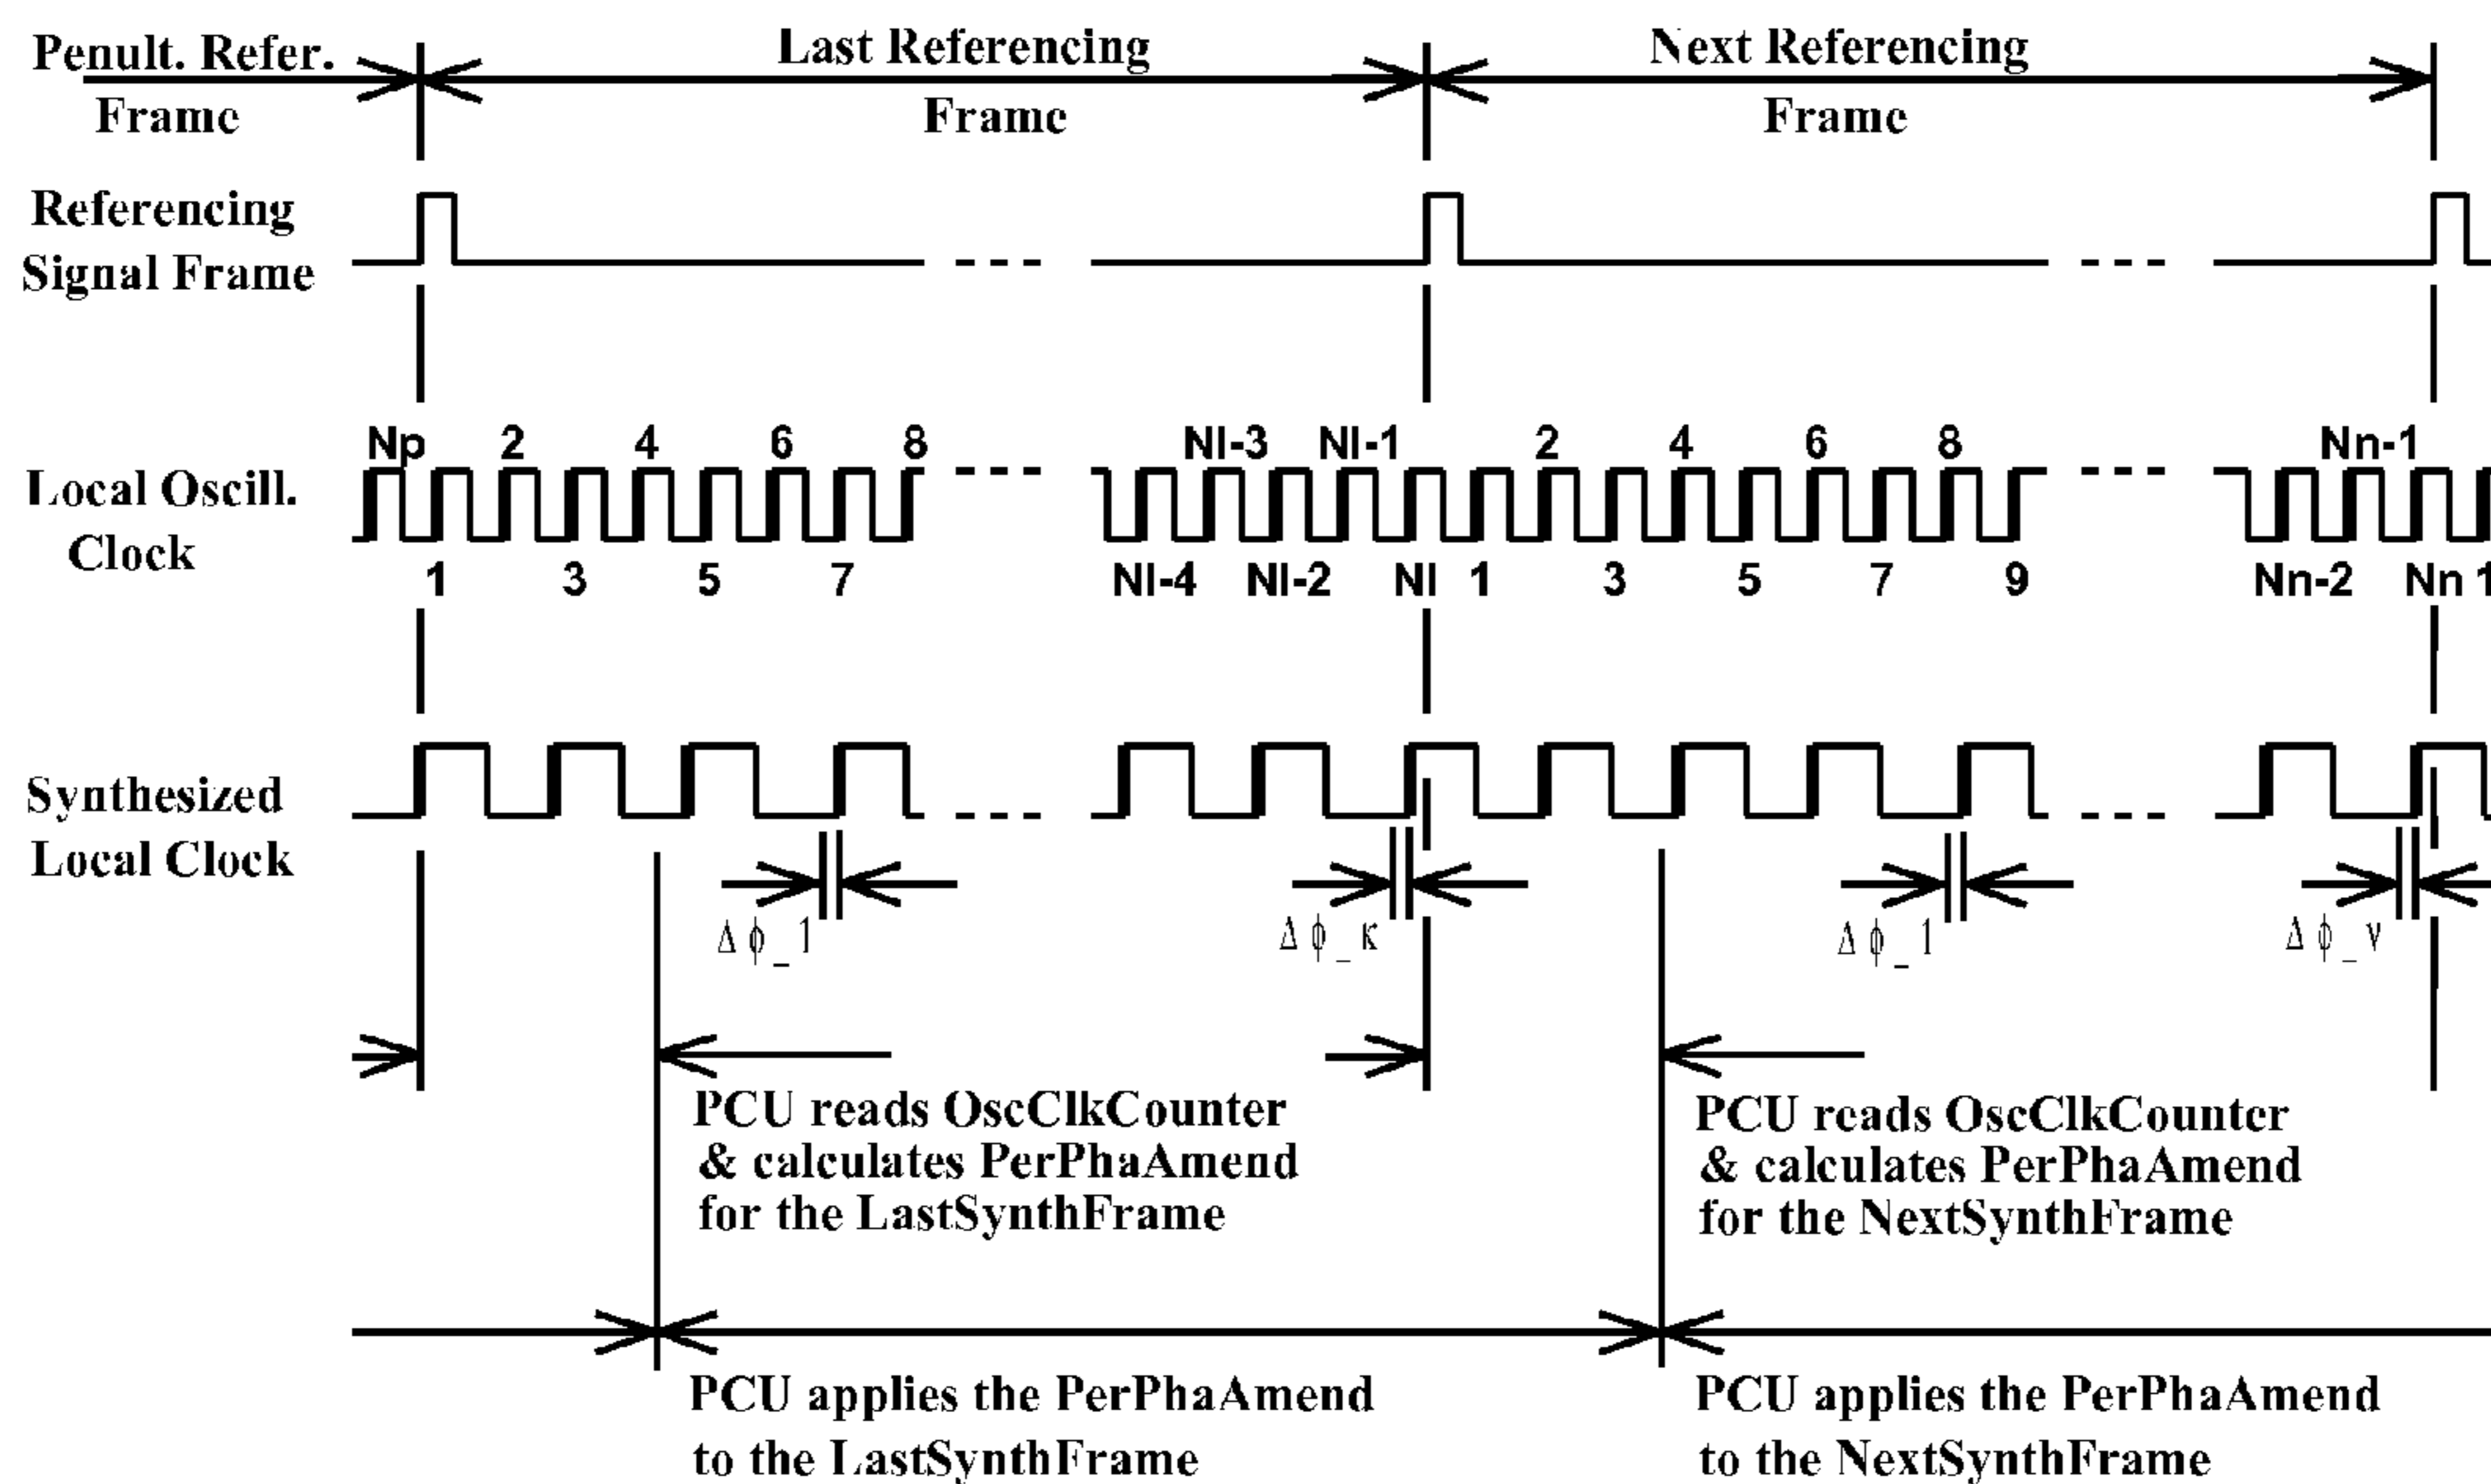 Penult. Refer.
Frame
Last Referencing
Frame
Next Referencing
Frame
Referencing
Signal Frame
Np 2 4 6 8 Nl-3 Nl-1 2 4 6 8 Nn-1
Local Oscill.
Clock
1 3 5 7 Nl-4 Nl-2 Nl 1 3 5 7 9 Nn-2 Nn 1
Synthesized
Local Clock
Δ ϕ_1 Δ ϕ_κ Δ ϕ_1 Δ ϕ_ν
PCU reads OscClkCounter
& calculates PerPhaAmend
for the LastSynthFrame
PCU reads OscClkCounter
& calculates PerPhaAmend
for the NextSynthFrame
PCU applies the PerPhaAmend
to the LastSynthFrame
PCU applies the PerPhaAmend
to the NextSynthFrame